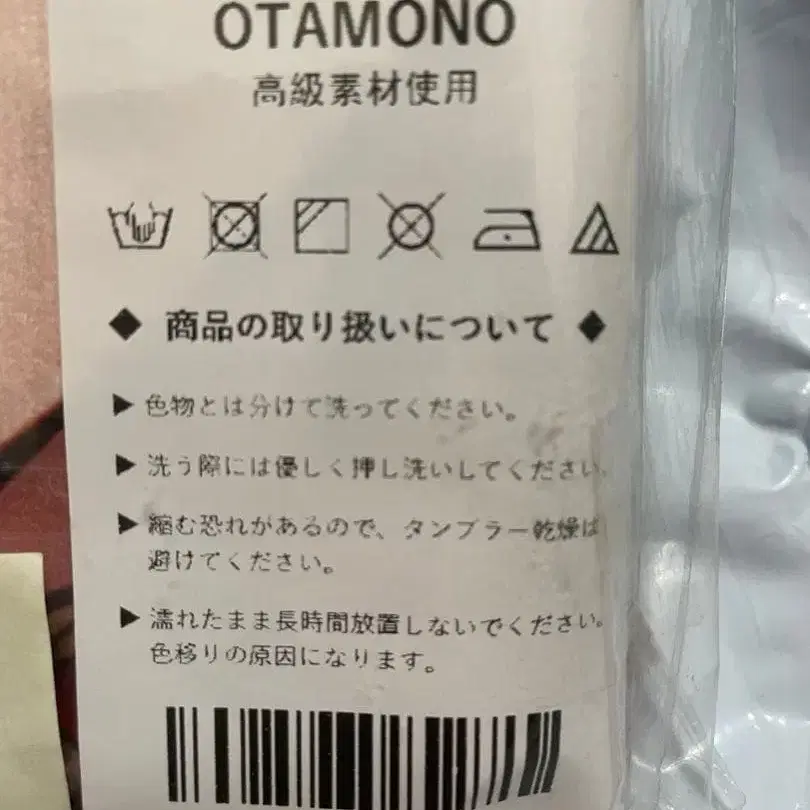 OTAMONO
高級素材使用
◆ 商品の取り扱いについて ◆
▶ 色物とは分けて洗ってください。
▶ 洗う際には優しく押し洗いしてください。
▶ 縮む恐れがあるので、タンブラー乾燥は
避けてください。
▶ 濡れたまま長時間放置しないでください。
色移りの原因になります。